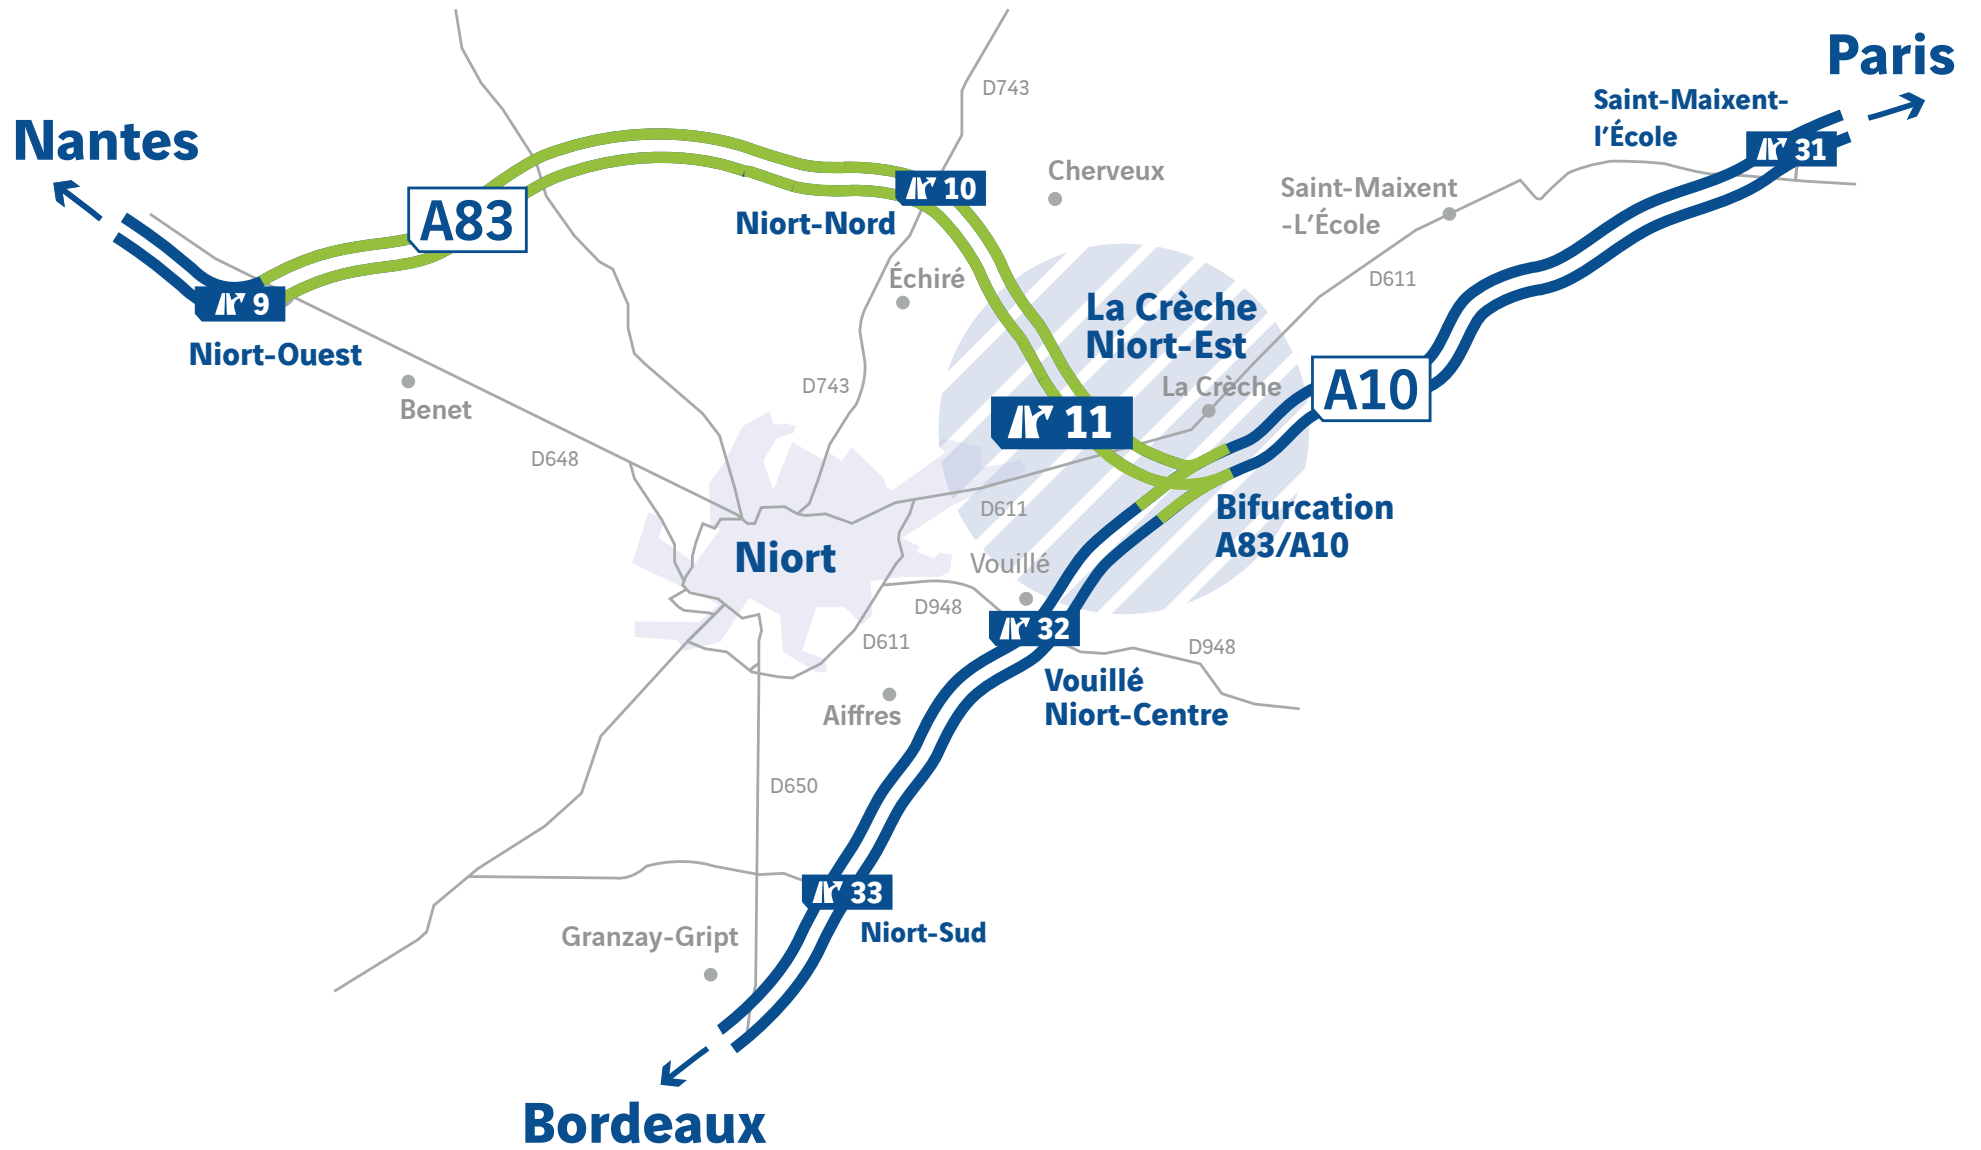 Paris
Saint-Maixent-
l'École
31
D743
Nantes
Cherveux
Saint-Maixent
-L'École
10
Niort-Nord
A83
D611
Échiré
9
Niort-Ouest
La Crèche
Niort-Est
La Crèche
A10
D743
Benet
11
D648
D611
Bifurcation
A83/A10
Niort
Vouillé
D948
32
D611
D948
Vouillé
Niort-Centre
Aiffres
D650
33
Niort-Sud
Granzay-Gript
Bordeaux